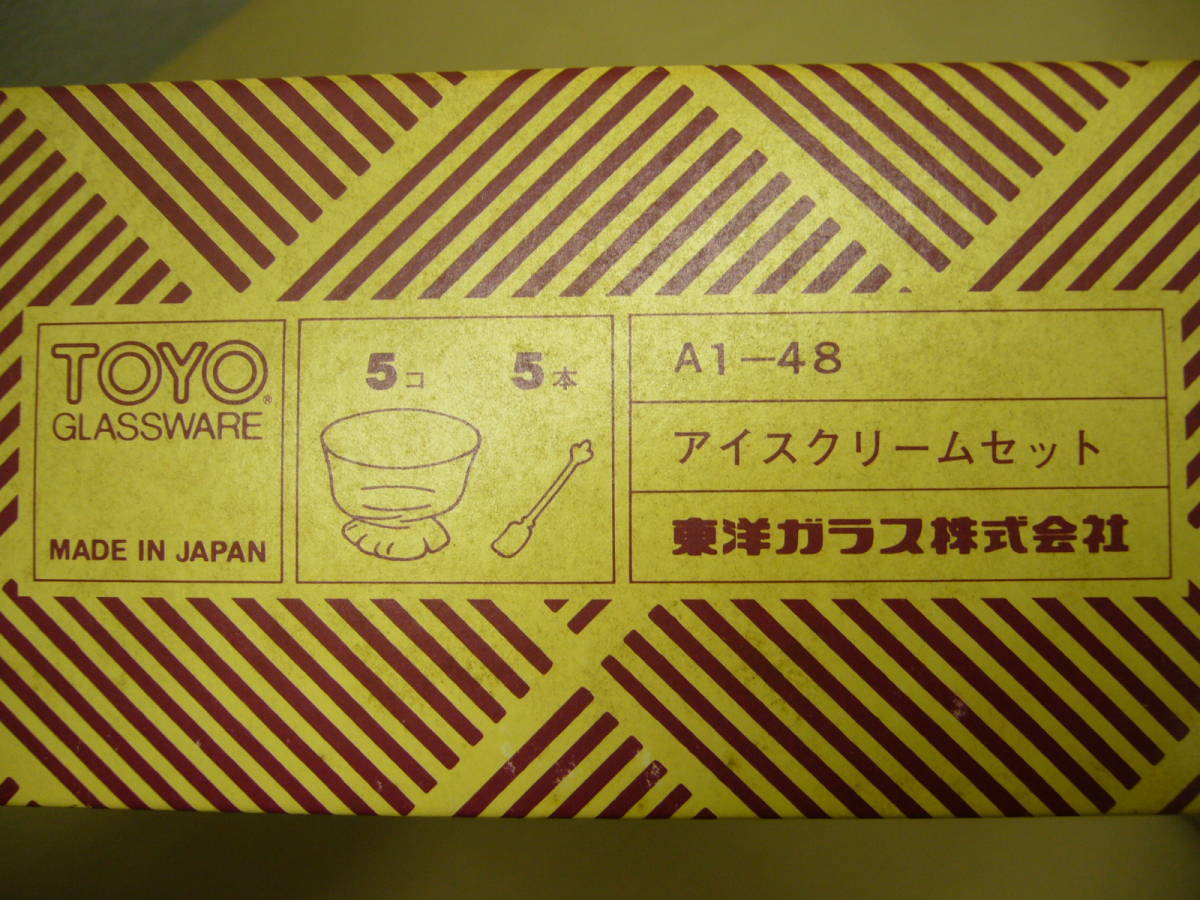 TOYO®
GLASSWARE
MADE IN JAPAN
5コ 5本
A1-48
アイスクリームセット
東洋ガラス株式会社